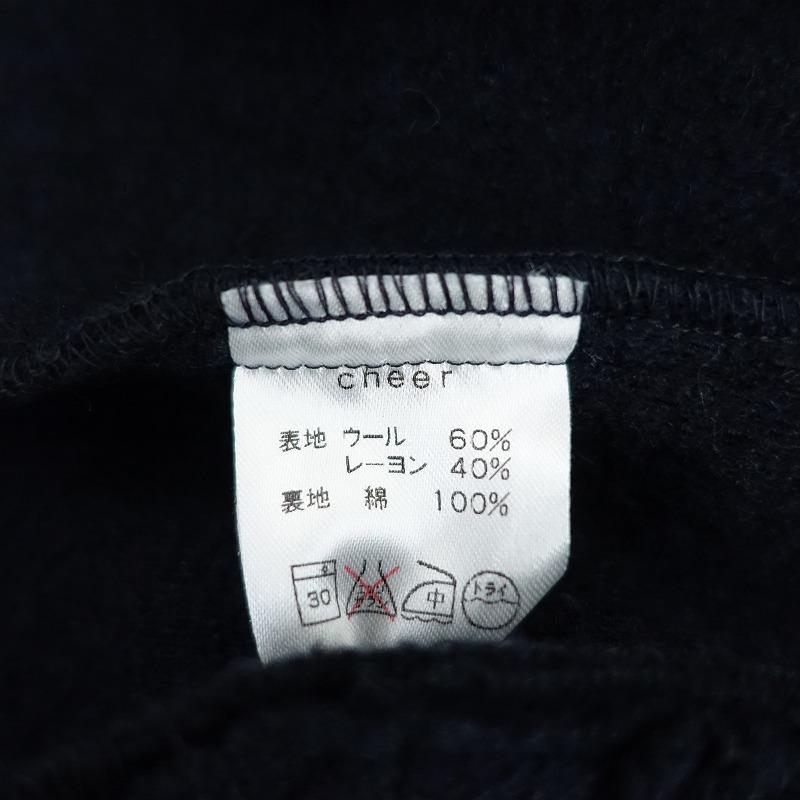 cheer
表地 ウール 60%
レーヨン 40%
裏地 綿 100%
30 中 ドライ